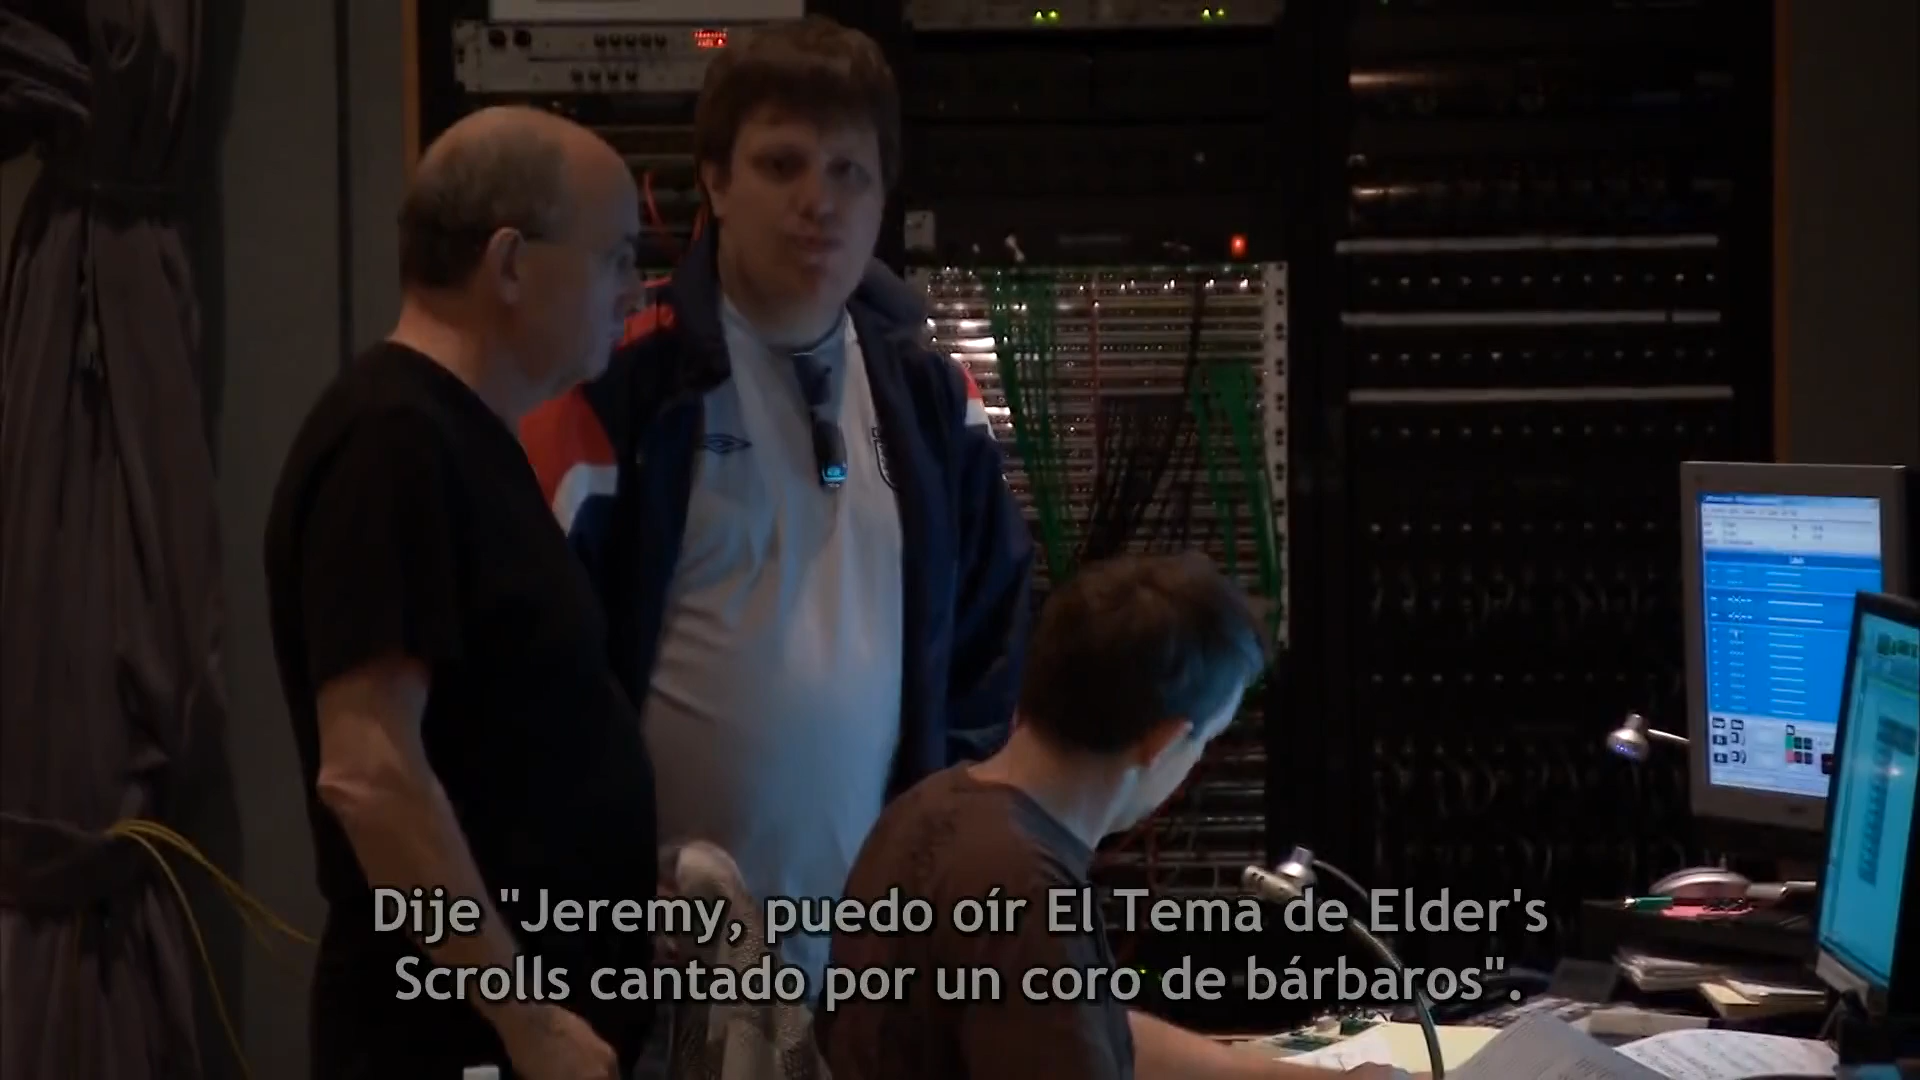 Dije "Jeremy, puedo oír El Tema de Elder's
Scrolls cantado por un coro de bárbaros".